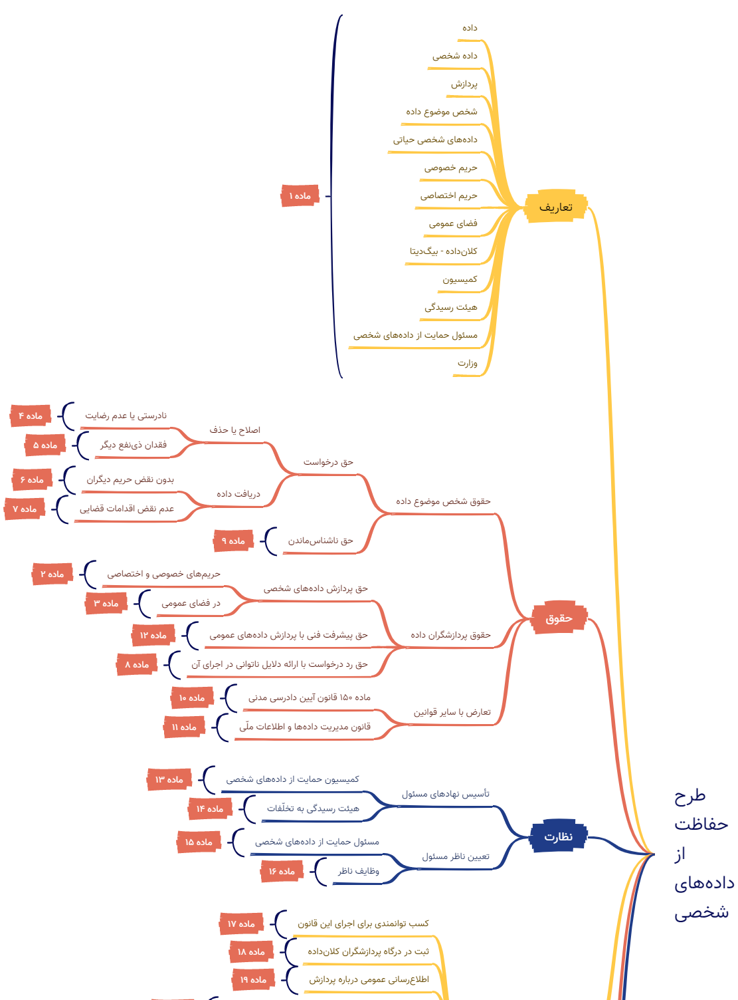 طرح
حفاظت
از
داده‌های
شخصی
تعاریف
داده
داده شخصی
پردازش
شخص موضوع داده
داده‌های شخصی حیاتی
حریم خصوصی
حریم اختصاصی
فضای عمومی
کلان‌داده - بیگ‌دیتا
کمیسیون
هیئت رسیدگی
مسئول حمایت از داده‌های شخصی
وزارت
ماده ۱
حقوق
حقوق شخص موضوع داده
حق درخواست
اصلاح یا حذف
نادرستی یا عدم رضایت
ماده ۴
فقدان ذی‌نفع دیگر
ماده ۵
دریافت داده
بدون نقض حریم دیگران
ماده ۶
عدم نقض اقدامات قضایی
ماده ۷
حق ناشناس‌ماندن
ماده ۹
حقوق پردازشگران داده
حق پردازش داده‌های شخصی
حریم‌های خصوصی و اختصاصی
ماده ۲
در فضای عمومی
ماده ۳
حق پیشرفت فنی با پردازش داده‌های عمومی
ماده ۱۲
حق رد درخواست با ارائه دلایل ناتوانی در اجرای آن
ماده ۸
تعارض با سایر قوانین
ماده ۱۵۰ قانون آیین دادرسی مدنی
ماده ۱۰
قانون مدیریت داده‌ها و اطلاعات ملّی
ماده ۱۱
نظارت
تأسیس نهادهای مسئول
کمیسیون حمایت از داده‌های شخصی
ماده ۱۳
هیئت رسیدگی به تخلّفات
ماده ۱۴
تعیین ناظر مسئول
مسئول حمایت از داده‌های شخصی
ماده ۱۵
وظایف ناظر
ماده ۱۶
کسب توانمندی برای اجرای این قانون
ماده ۱۷
ثبت در درگاه پردازشگران کلان‌داده
ماده ۱۸
اطلاع‌رسانی عمومی درباره پردازش
ماده ۱۹